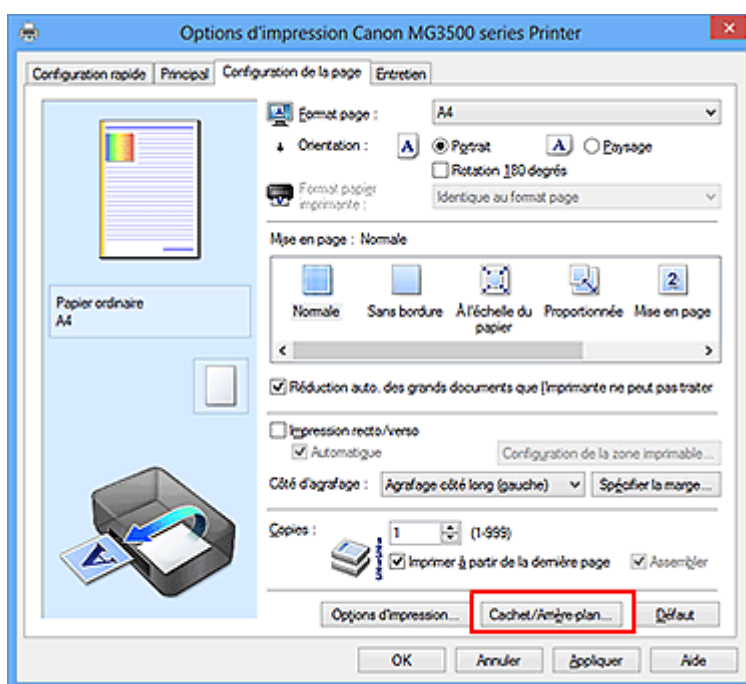 Options d'impression Canon MG3500 series Printer
Configuration rapide Principal Configuration de la page Entretien
Format page : A4
Orientation : A Portrait A Paysage
Rotation 180 degrés
Format papier imprimante : Identique au format page
Mise en page : Normale
Papier ordinaire
A4
Normale Sans bordure À l'échelle du papier Proportionnée Mise en page
Réduction auto. des grands documents que l'imprimante ne peut pas traiter
Impression recto/verso
Automatique Configuration de la zone imprimable...
Côté d'agrafage : Agrafage côté long (gauche) Spécifier la marge...
Copies : 1 (1-999)
Imprimer à partir de la dernière page Assembler
Options d'impression... Cachet/Arrière-plan... Défaut
OK Annuler Appliquer Aide